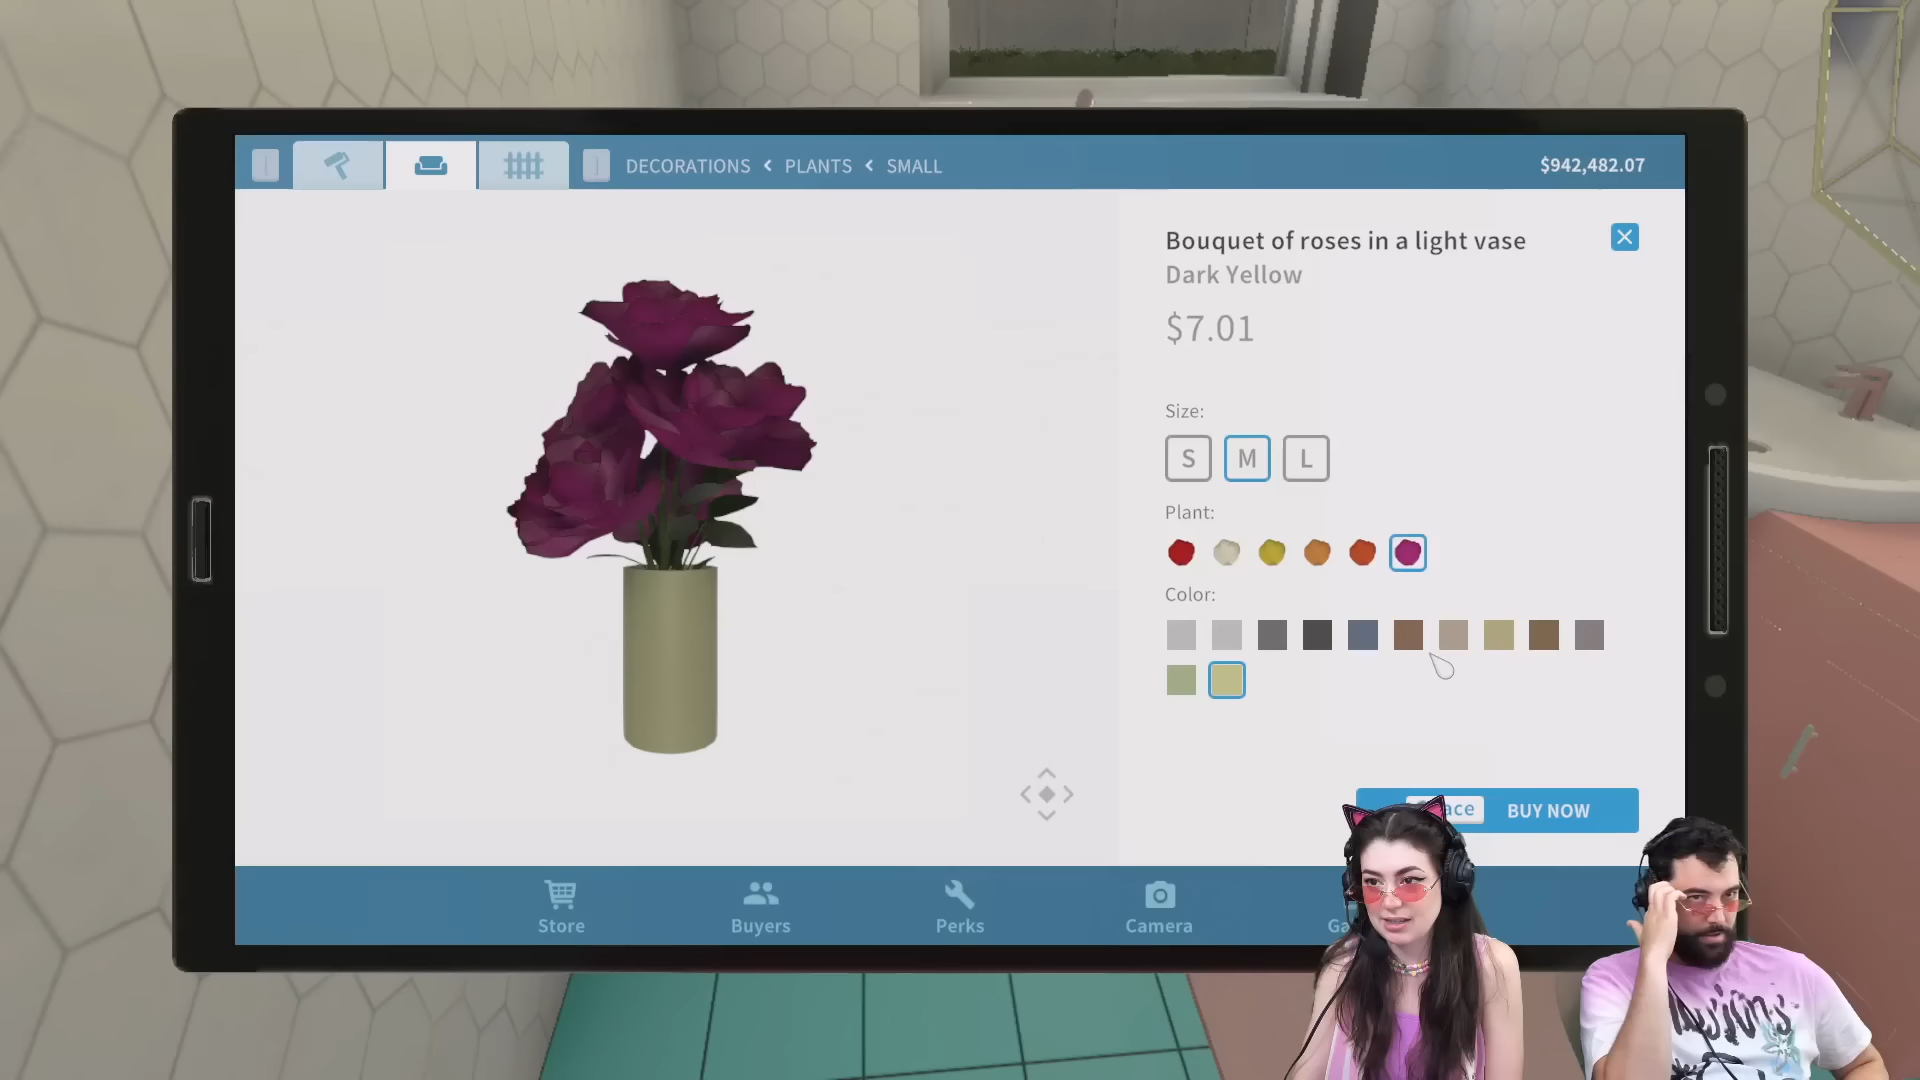 DECORATIONS < PLANTS < SMALL
$942,482.07
Bouquet of roses in a light vase
Dark Yellow
$7.01
Size:
S M L
Plant:
Color:
BUY NOW
Store Buyers Perks Camera